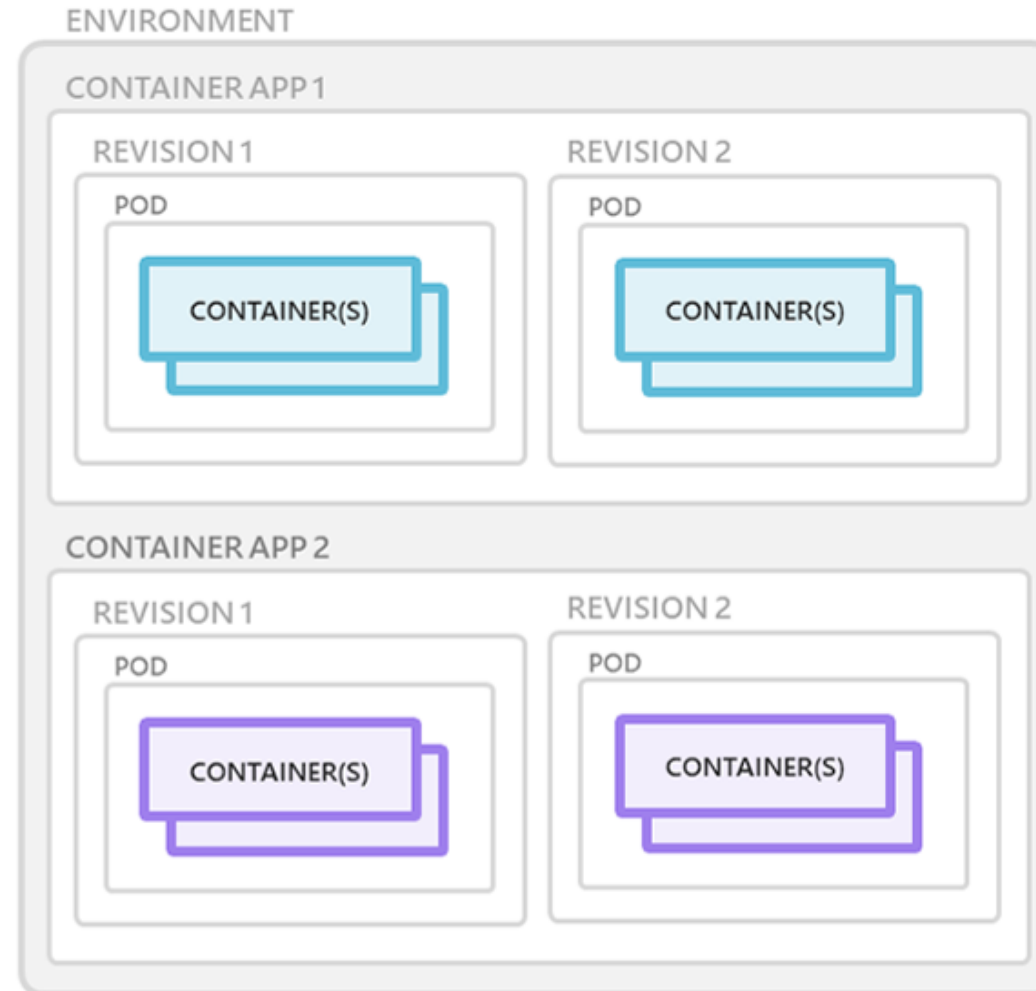 ENVIRONMENT
CONTAINER APP 1
REVISION 1
REVISION 2
POD
POD
CONTAINER(S)
CONTAINER(S)
CONTAINER APP 2
REVISION 1
REVISION 2
POD
POD
CONTAINER(S)
CONTAINER(S)